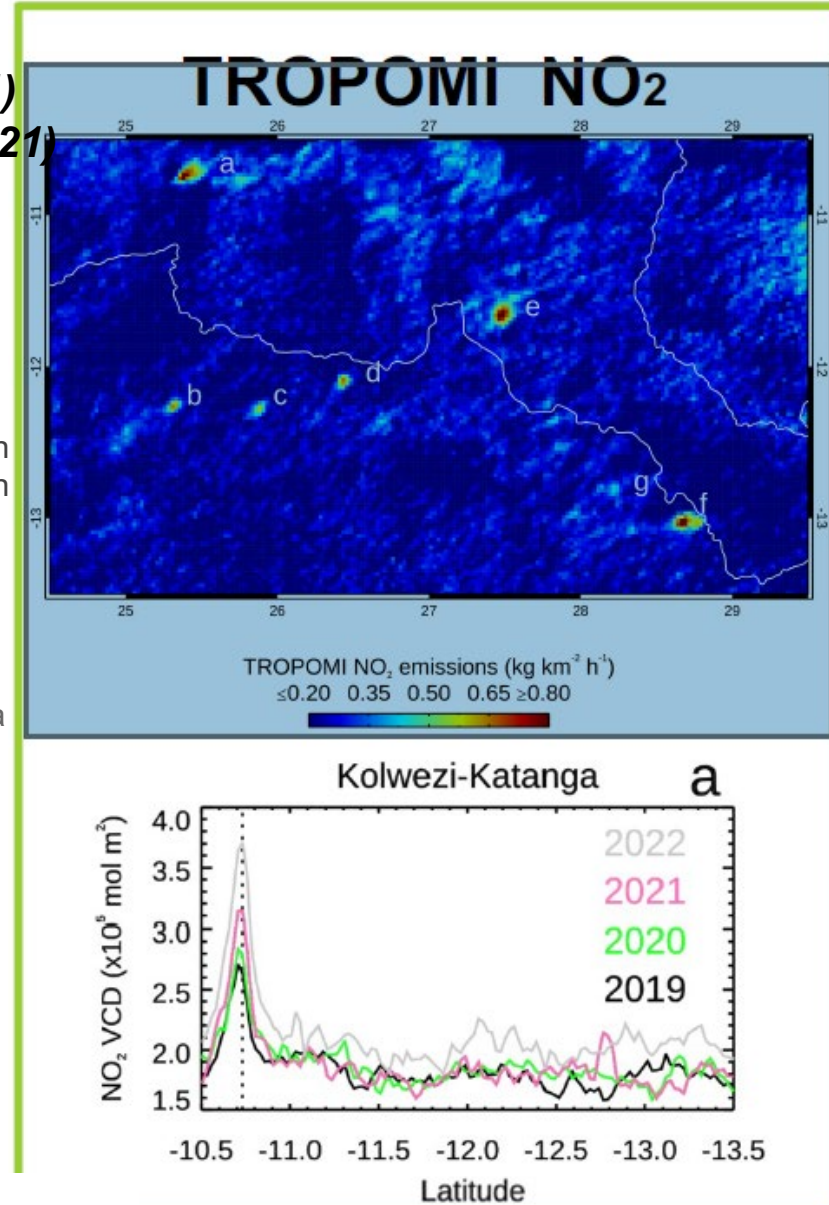 TROPOMI NO₂
)
21)
25 26 27 28 29
a
-11 -11
e
-12 -12
d
b c
n
n
g
f
-13 -13
25 26 27 28 29
TROPOMI NO₂ emissions (kg km⁻² h⁻¹)
≤0.20 0.35 0.50 0.65 ≥0.80
a
Kolwezi-Katanga a
4.0
3.5
3.0
2.5
2.0
1.5
NO₂ VCD (x10⁵ mol m²)
2022
2021
2020
2019
-10.5 -11.0 -11.5 -12.0 -12.5 -13.0 -13.5
Latitude